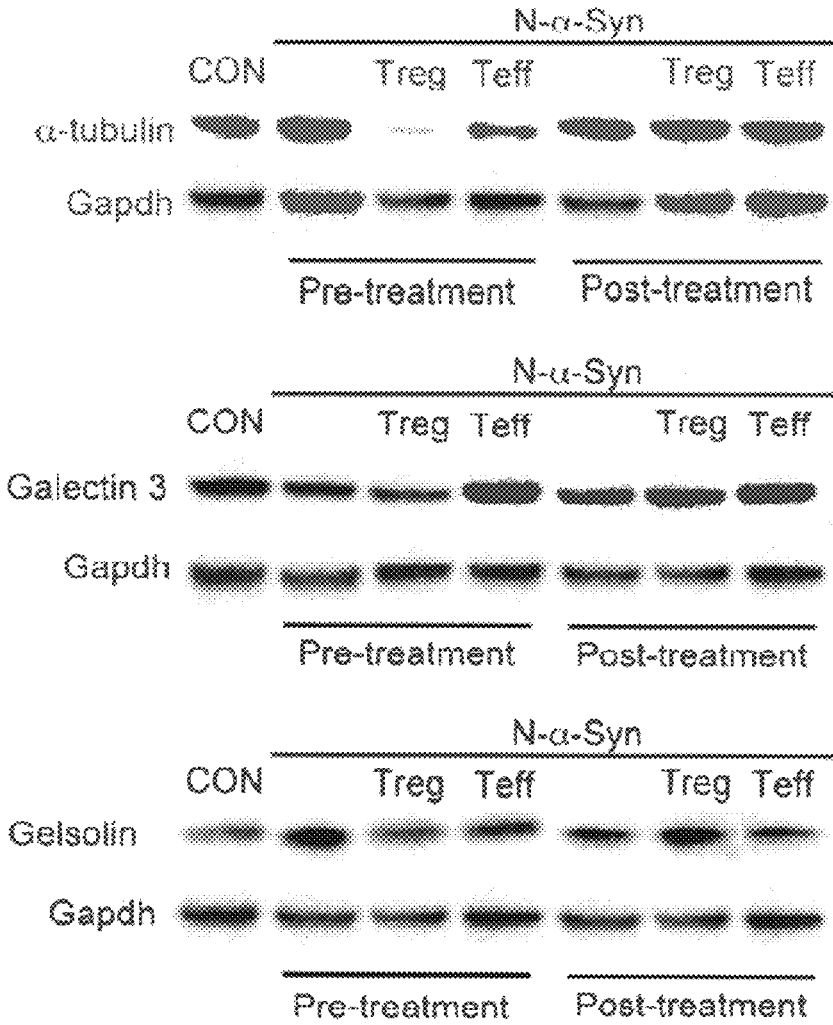 N-α-Syn
CON Treg Teff Treg Teff
α-tubulin
Gapdh
Pre-treatment Post-treatment
N-α-Syn
CON Treg Teff Treg Teff
Galectin 3
Gapdh
Pre-treatment Post-treatment
N-α-Syn
CON Treg Teff Treg Teff
Gelsolin
Gapdh
Pre-treatment Post-treatment